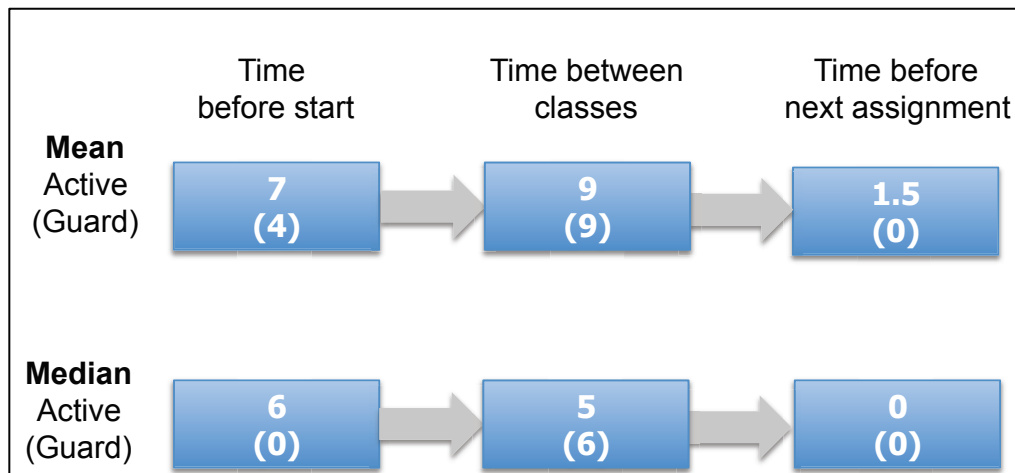 Time
before start
Time between
classes
Time before
next assignment
Mean
Active
(Guard)
7
(4)
9
(9)
1.5
(0)
Median
Active
(Guard)
6
(0)
5
(6)
0
(0)